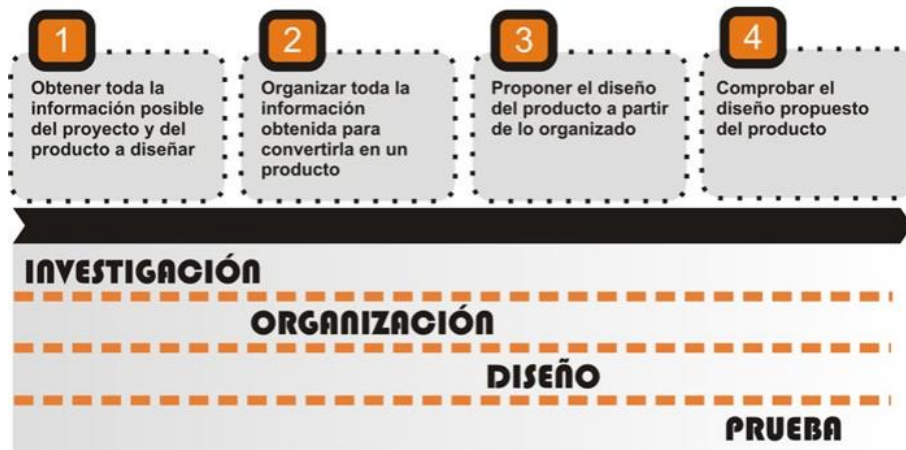 1
Obtener toda la
información posible
del proyecto y del
producto a diseñar
2
Organizar toda la
información
obtenida para
convertirla en un
producto
3
Proponer el diseño
del producto a partir
de lo organizado
4
Comprobar el
diseño propuesto
del producto
INVESTIGACIÓN
ORGANIZACIÓN
DISEÑO
PRUEBA